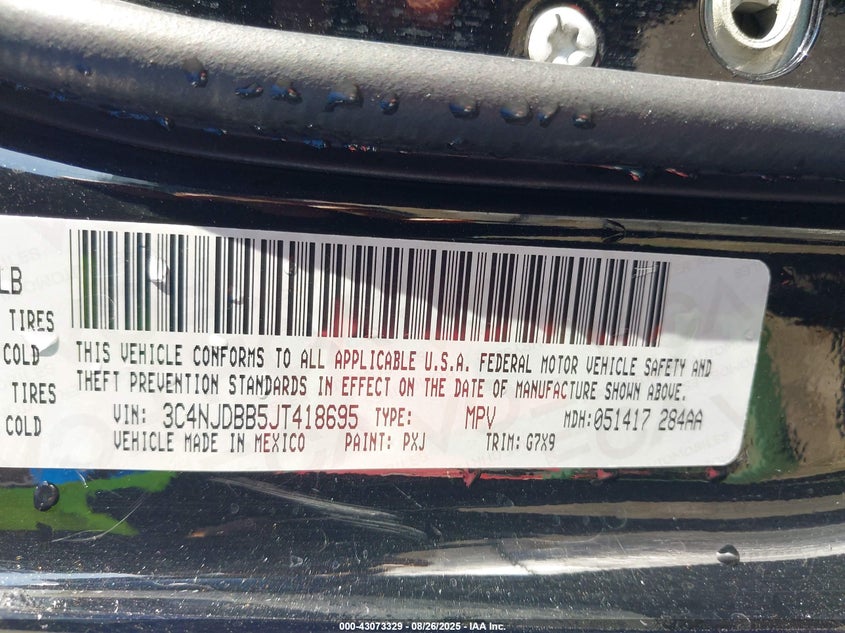 LB
TIRES
COLD
TIRES
COLD
THIS VEHICLE CONFORMS TO ALL APPLICABLE U.S.A. FEDERAL MOTOR VEHICLE SAFETY AND
THEFT PREVENTION STANDARDS IN EFFECT ON THE DATE OF MANUFACTURE SHOWN ABOVE.
VIN: 3C4NJDBB5JT418695 TYPE: MPV MDH:051417 284AA
VEHICLE MADE IN MEXICO PAINT: PXJ TRIM: G7X9
000-43073329 - 08/26/2025 - IAA Inc.